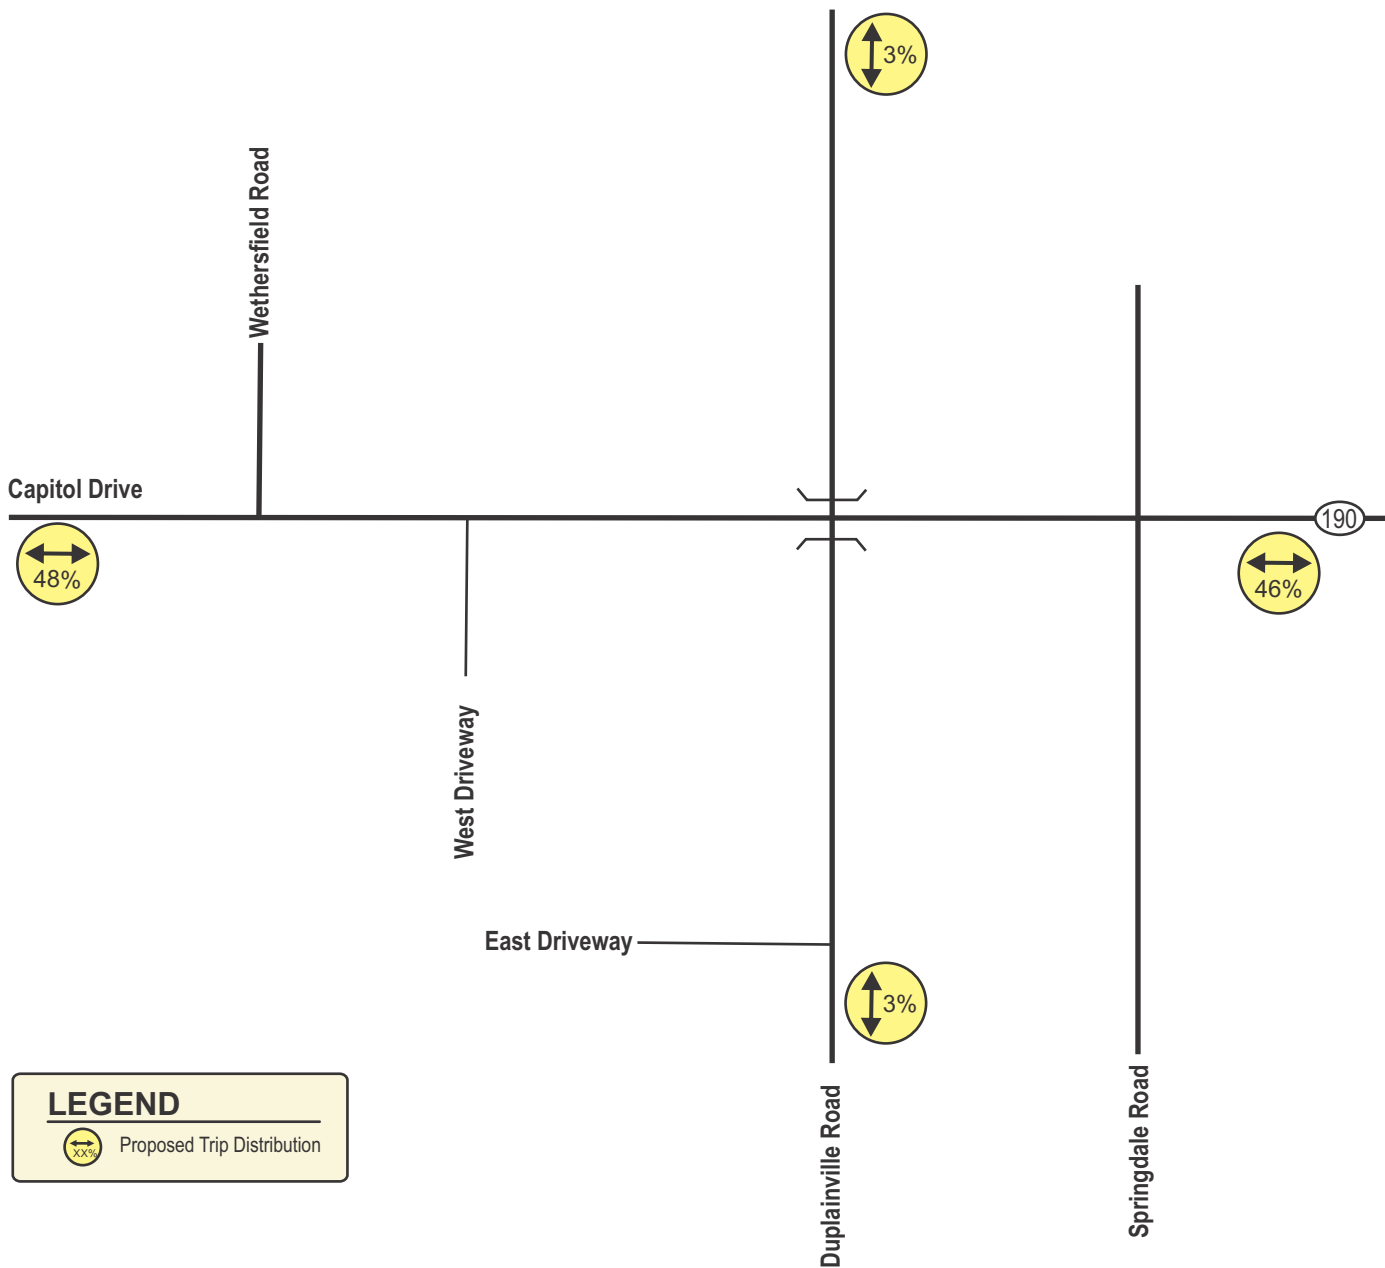 3%
Wethersfield Road
Capitol Drive
190
48%
46%
West Driveway
East Driveway
3%
LEGEND
XX%
Proposed Trip Distribution
Duplainville Road
Springdale Road